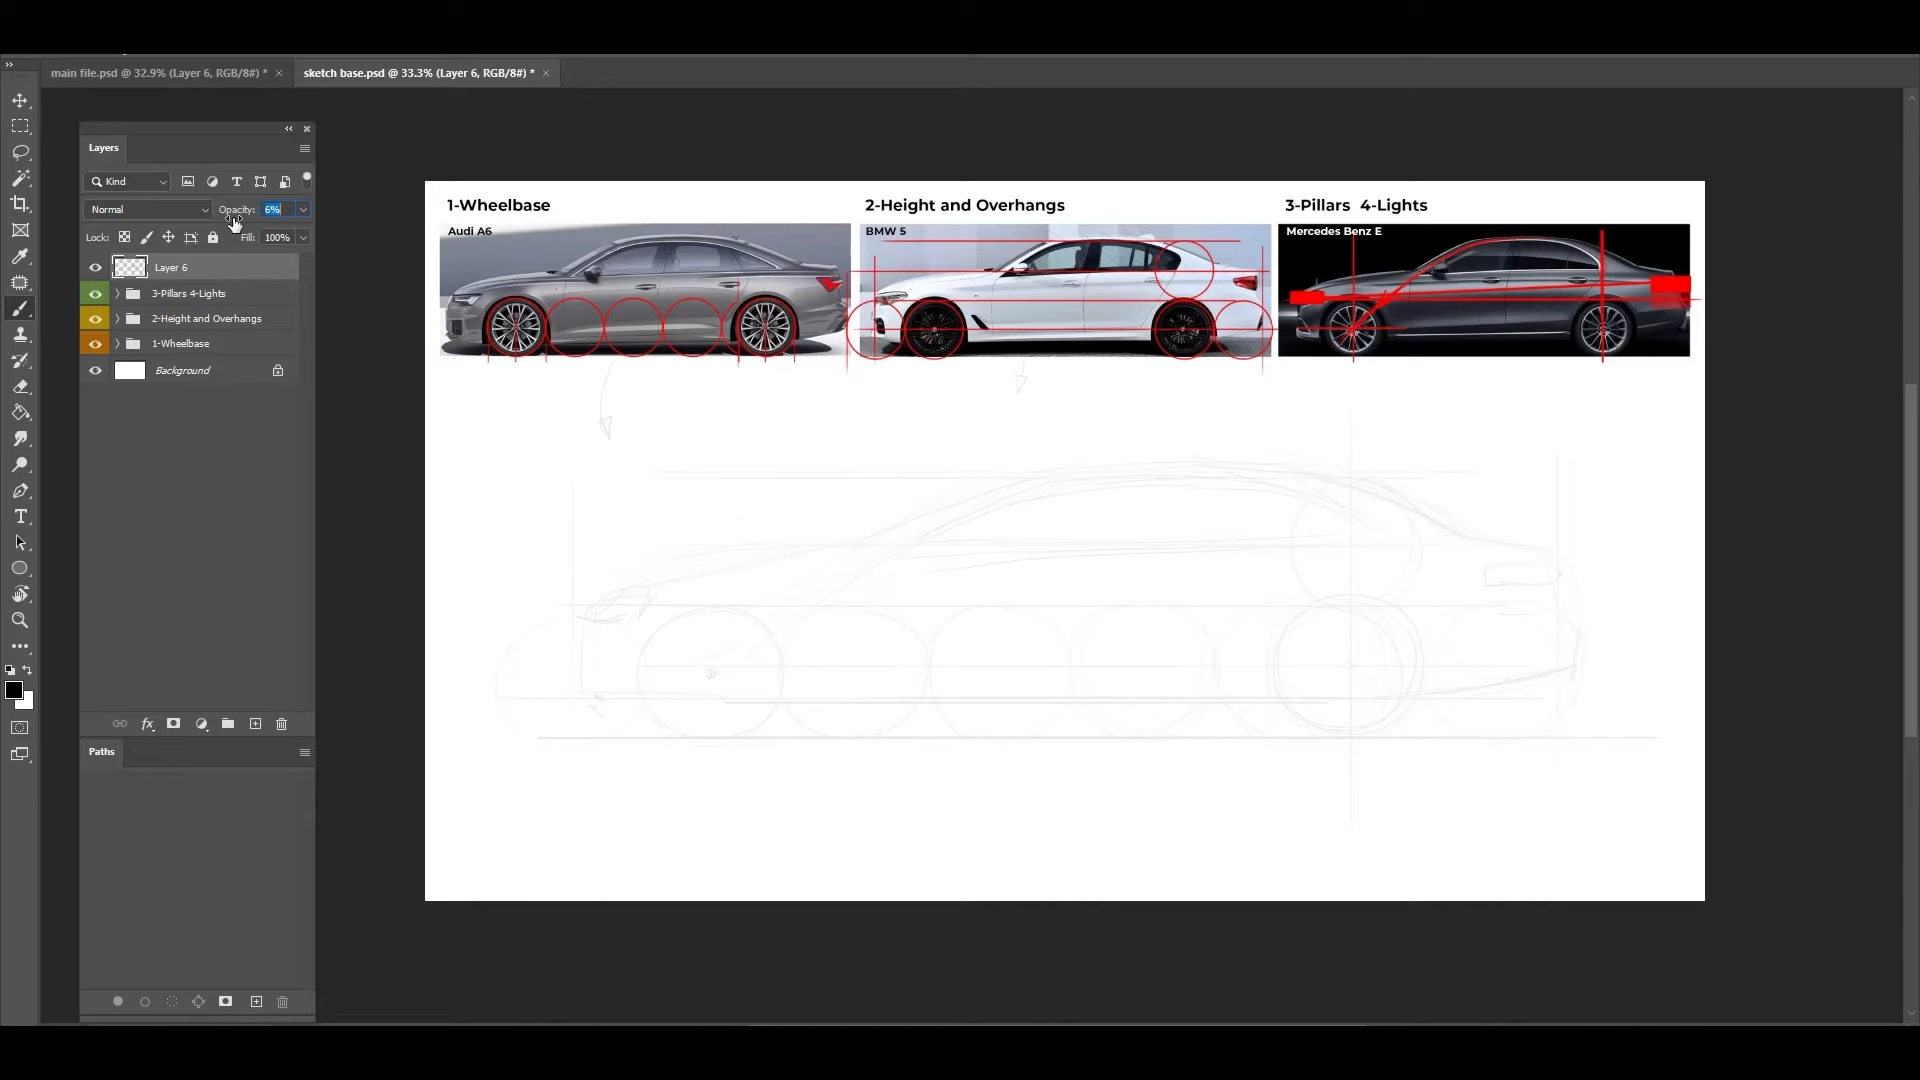 main file.psd @ 32.9% (Layer 6, RGB/8#) *
sketch base.psd @ 33.3% (Layer 6, RGB/8#) *
Layers
Kind
Normal
Opacity: 6%
Lock:
Fill: 100%
Layer 6
3-Pillars 4-Lights
2-Height and Overhangs
1-Wheelbase
Background
Paths
1-Wheelbase
Audi A6
2-Height and Overhangs
BMW 5
3-Pillars 4-Lights
Mercedes Benz E